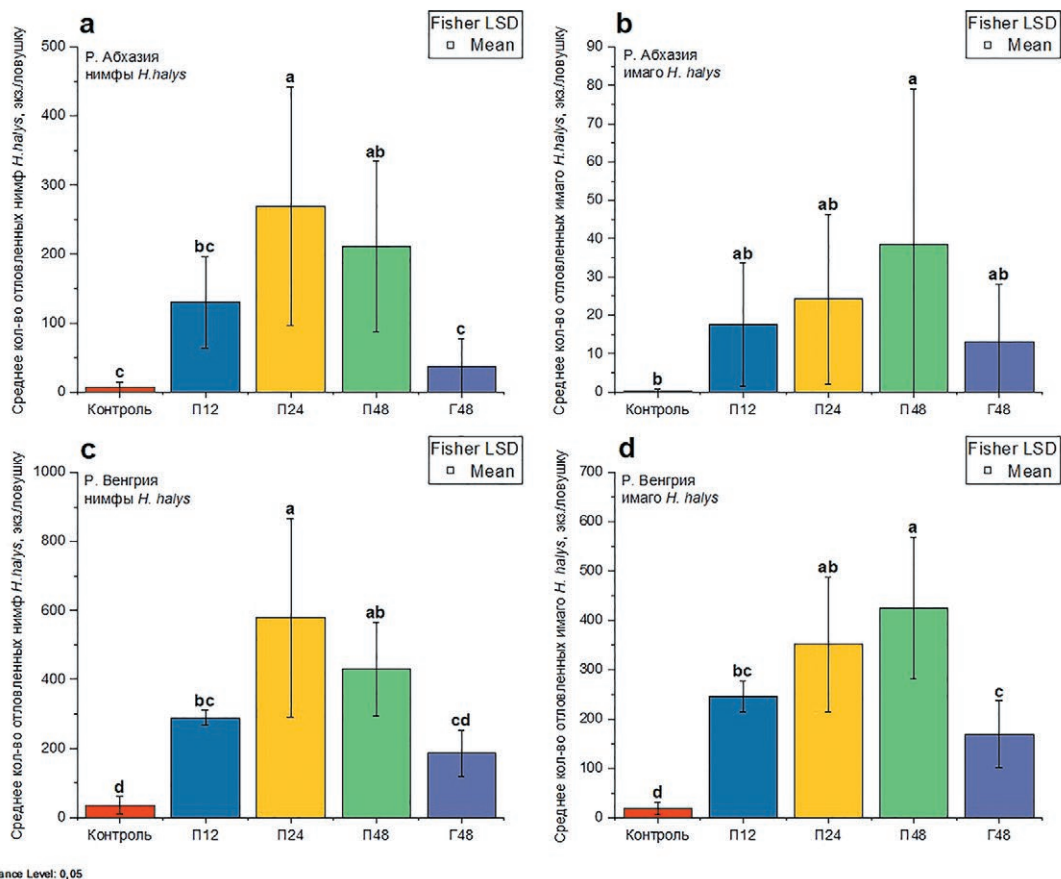 a
Fisher LSD
Mean
Р. Абхазия
нимфы H.halys
Среднее кол-во отловленных нимф H.halys, экз./ловушку
500
400
300
200
100
0
c
bc
a
ab
c
Контроль
П12
П24
П48
Г48
b
Fisher LSD
Mean
Р. Абхазия
имаго H. halys
Среднее кол-во отловленных имаго H.halys, экз./ловушку
90
80
70
60
50
40
30
20
10
0
b
ab
ab
a
ab
Контроль
П12
П24
П48
Г48
c
Fisher LSD
Mean
Р. Венгрия
нимфы H. halys
Среднее кол-во отловленных нимф H.halys, экз./ловушку
1000
800
600
400
200
0
d
bc
a
ab
cd
Контроль
П12
П24
П48
Г48
d
Fisher LSD
Mean
Р. Венгрия
имаго H. halys
Среднее кол-во отловленных имаго H. halys, экз./ловушку
700
600
500
400
300
200
100
0
d
bc
ab
a
c
Контроль
П12
П24
П48
Г48
ance Level: 0,05